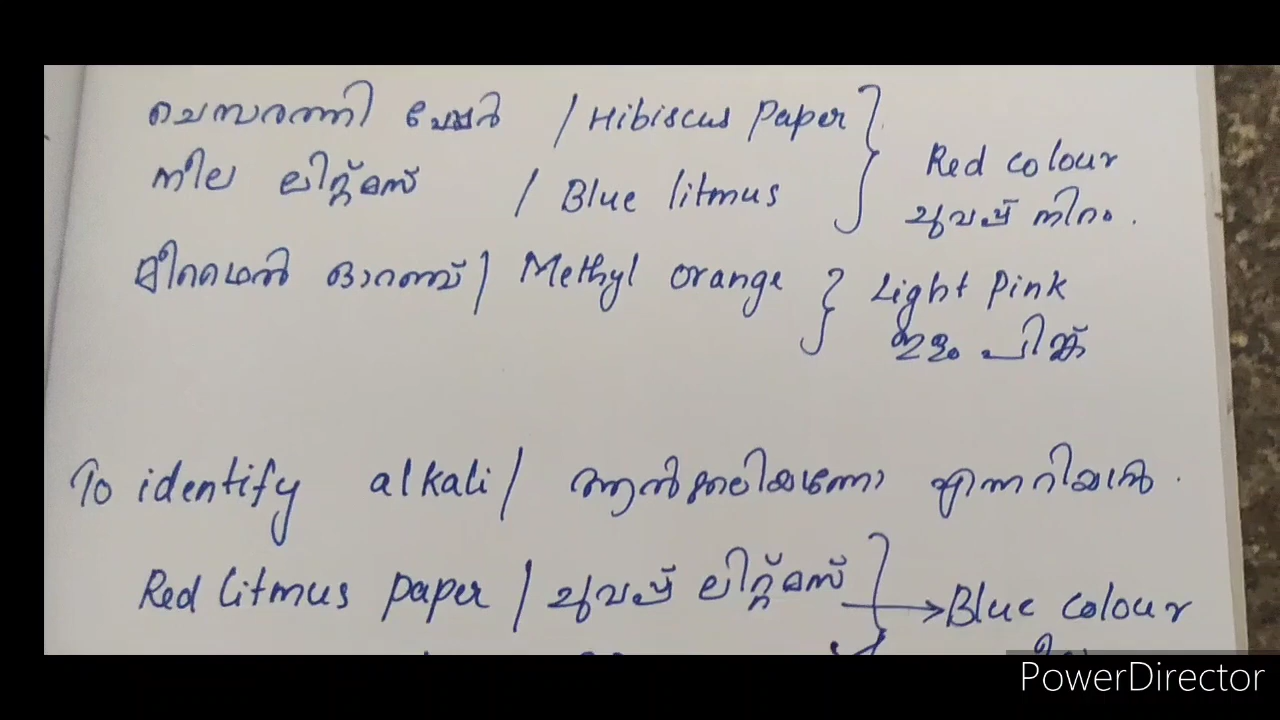 ചെമ്പരത്തി പേപ്പർ / Hibiscus Paper
നീല ലിറ്റ്മസ് / Blue litmus
Red colour
ചുവപ്പ് നിറം.
മീഥൈൽ ഓറഞ്ച് / Methyl orange
Light Pink
ഇളം പിങ്ക്
To identify alkali / ആൽക്കലിയാണോ എന്നറിയാൻ.
Red litmus paper / ചുവപ്പ് ലിറ്റ്മസ്
Blue colour
PowerDirector